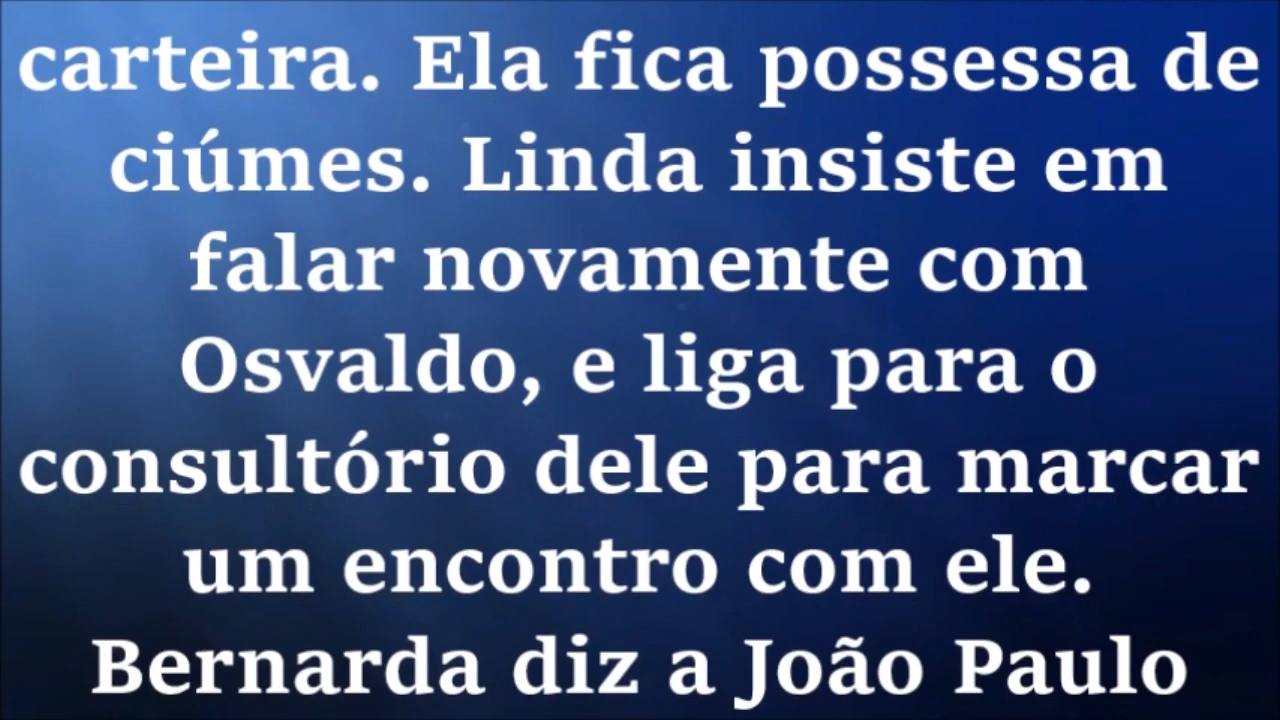 carteira. Ela fica possessa de
ciúmes. Linda insiste em
falar novamente com
Osvaldo, e liga para o
consultório dele para marcar
um encontro com ele.
Bernarda diz a João Paulo